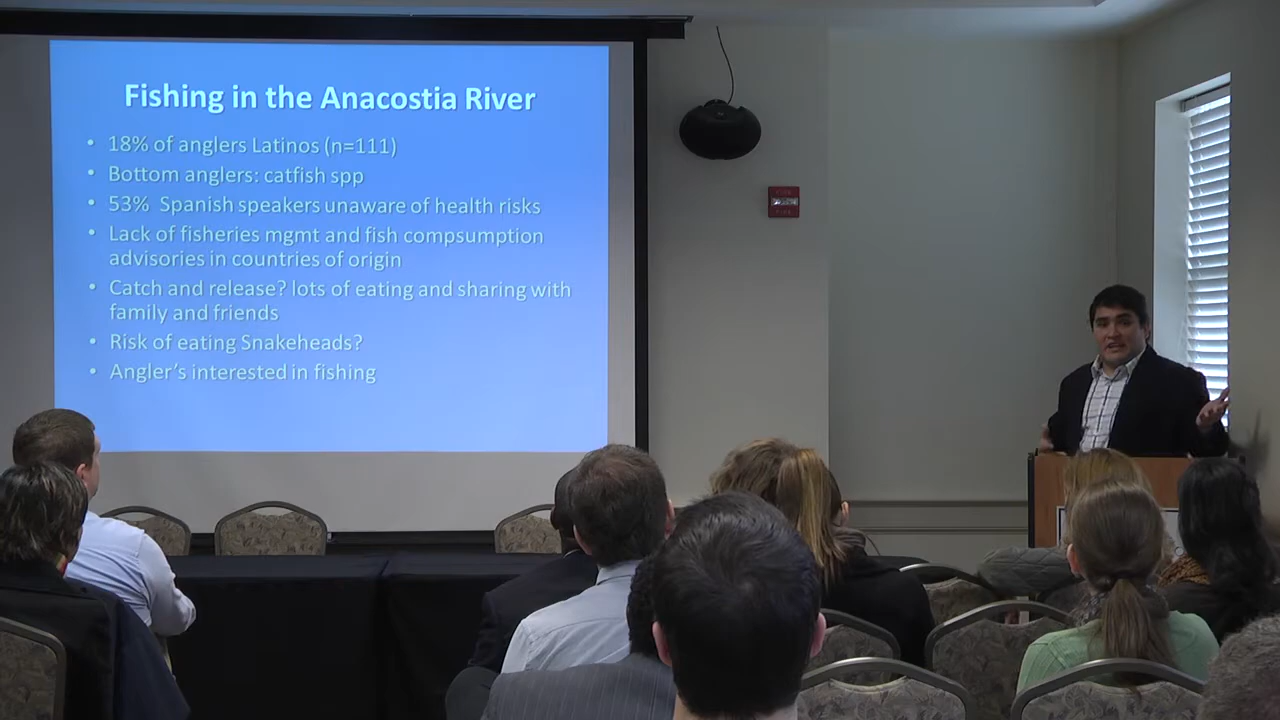 Fishing in the Anacostia River
• 18% of anglers Latinos (n=111)
• Bottom anglers: catfish spp
• 53% Spanish speakers unaware of health risks
• Lack of fisheries mgmt and fish compsumption
advisories in countries of origin
• Catch and release? lots of eating and sharing with
family and friends
• Risk of eating Snakeheads?
• Angler's interested in fishing